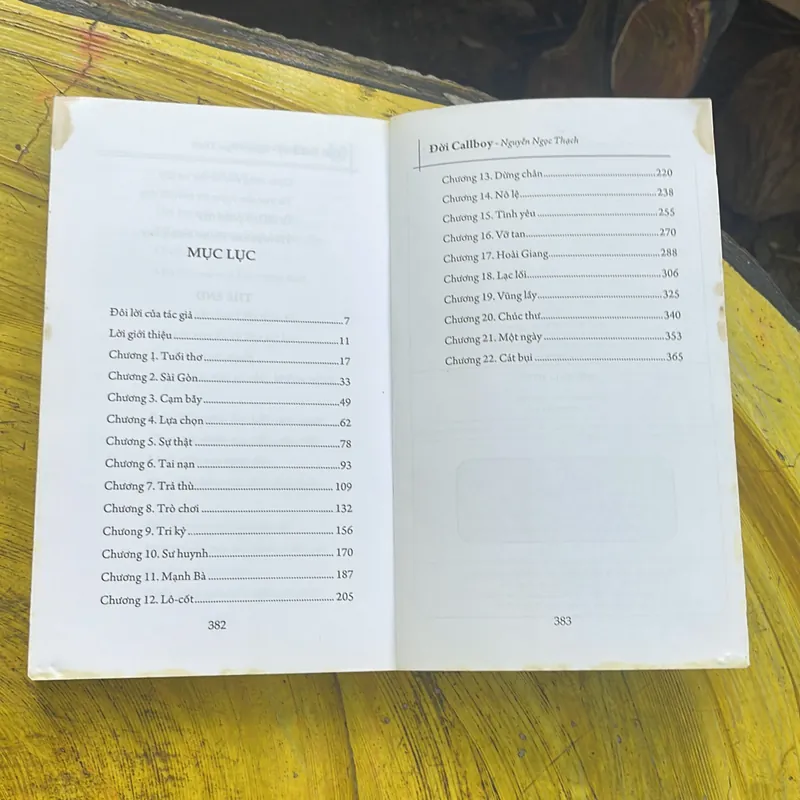 MỤC LỤC
Đôi lời của tác giả.......7
Lời giới thiệu.......11
Chương 1. Tuổi thơ.......17
Chương 2. Sài Gòn.......33
Chương 3. Cạm bẫy.......49
Chương 4. Lựa chọn.......62
Chương 5. Sự thật.......78
Chương 6. Tai nạn.......93
Chương 7. Trả thù.......109
Chương 8. Trò chơi.......132
Chưong 9. Tri kỷ.......156
Chương 10. Sư huynh.......170
Chương 11. Mạnh Bà.......187
Chương 12. Lô-cốt.......205
382
Đời Callboy - Nguyễn Ngọc Thạch
Chương 13. Dừng chân.......220
Chương 14. Nô lệ.......238
Chương 15. Tình yêu.......255
Chương 16. Vỡ tan.......270
Chương 17. Hoài Giang.......288
Chương 18. Lạc lối.......306
Chương 19. Vũng lầy.......325
Chương 20. Chúc thư.......340
Chương 21. Một ngày.......353
Chương 22. Cát bụi.......365
383